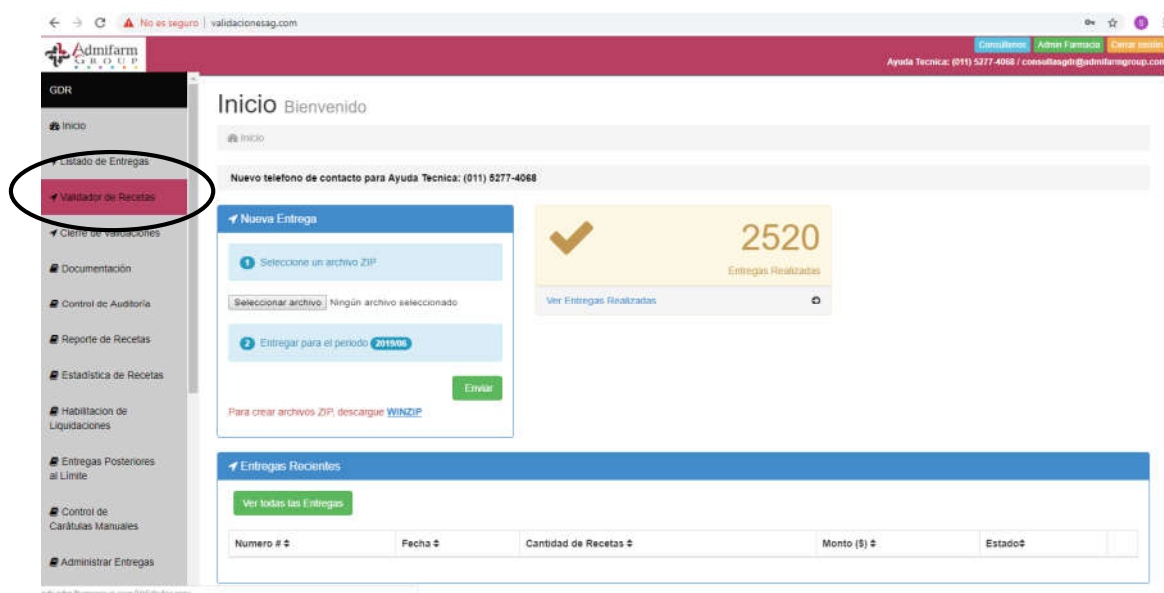 No es seguro | validacionesag.com
Admifarm
GROUP
Consultenos Admin Farmacia Cerrar sesión
Ayuda Tecnica: (011) 5277-4068 / consultasgdr@admifarmgroup.com
GDR
Inicio
Listado de Entregas
Validador de Recetas
Cierre de Validaciones
Documentación
Control de Auditoría
Reporte de Recetas
Estadística de Recetas
Habilitacion de
Liquidaciones
Entregas Posteriores
al Límite
Control de
Carátulas Manuales
Administrar Entregas
Inicio Bienvenido
Inicio
Nuevo telefono de contacto para Ayuda Tecnica: (011) 5277-4068
Nueva Entrega
1 Seleccione un archivo ZIP
Seleccionar archivo Ningún archivo seleccionado
2 Entregar para el periodo 2019/06
Enviar
Para crear archivos ZIP, descargue WINZIP
2520
Entregas Realizadas
Ver Entregas Realizadas
Entregas Recientes
Ver todas las Entregas
Numero # Fecha Cantidad de Recetas Monto ($) Estado